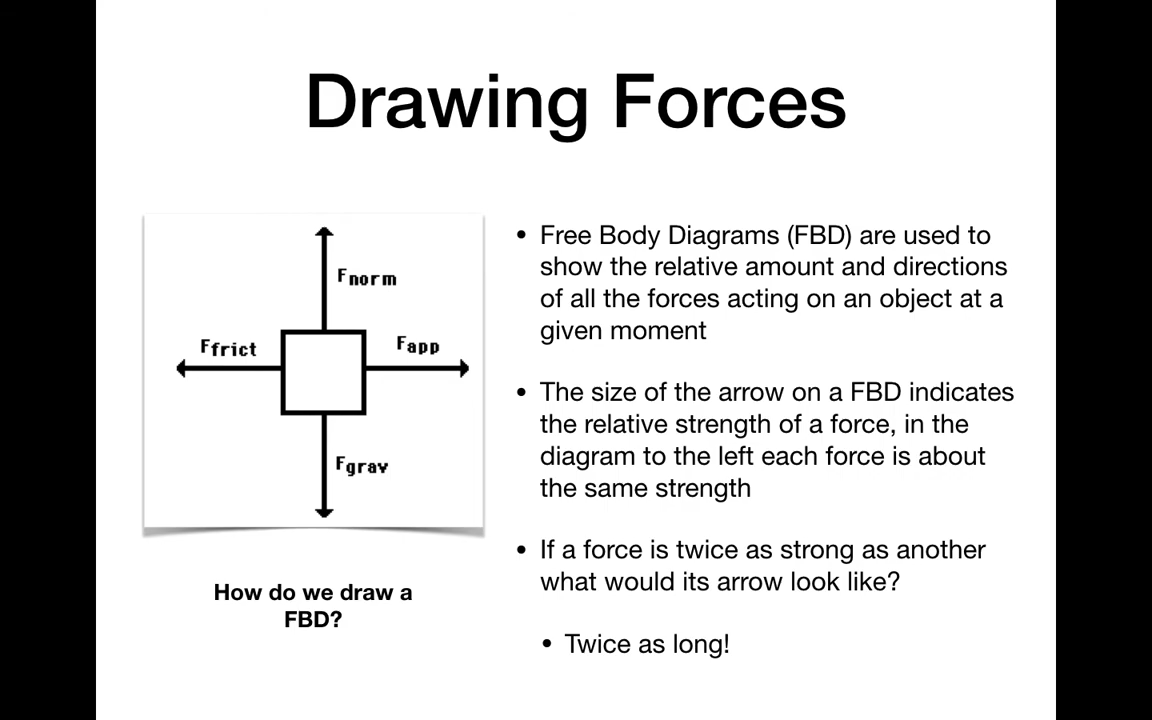 Drawing Forces
Fnorm
Ffrict
Fapp
Fgrav
How do we draw a
FBD?
• Free Body Diagrams (FBD) are used to
show the relative amount and directions
of all the forces acting on an object at a
given moment
• The size of the arrow on a FBD indicates
the relative strength of a force, in the
diagram to the left each force is about
the same strength
• If a force is twice as strong as another
what would its arrow look like?
• Twice as long!